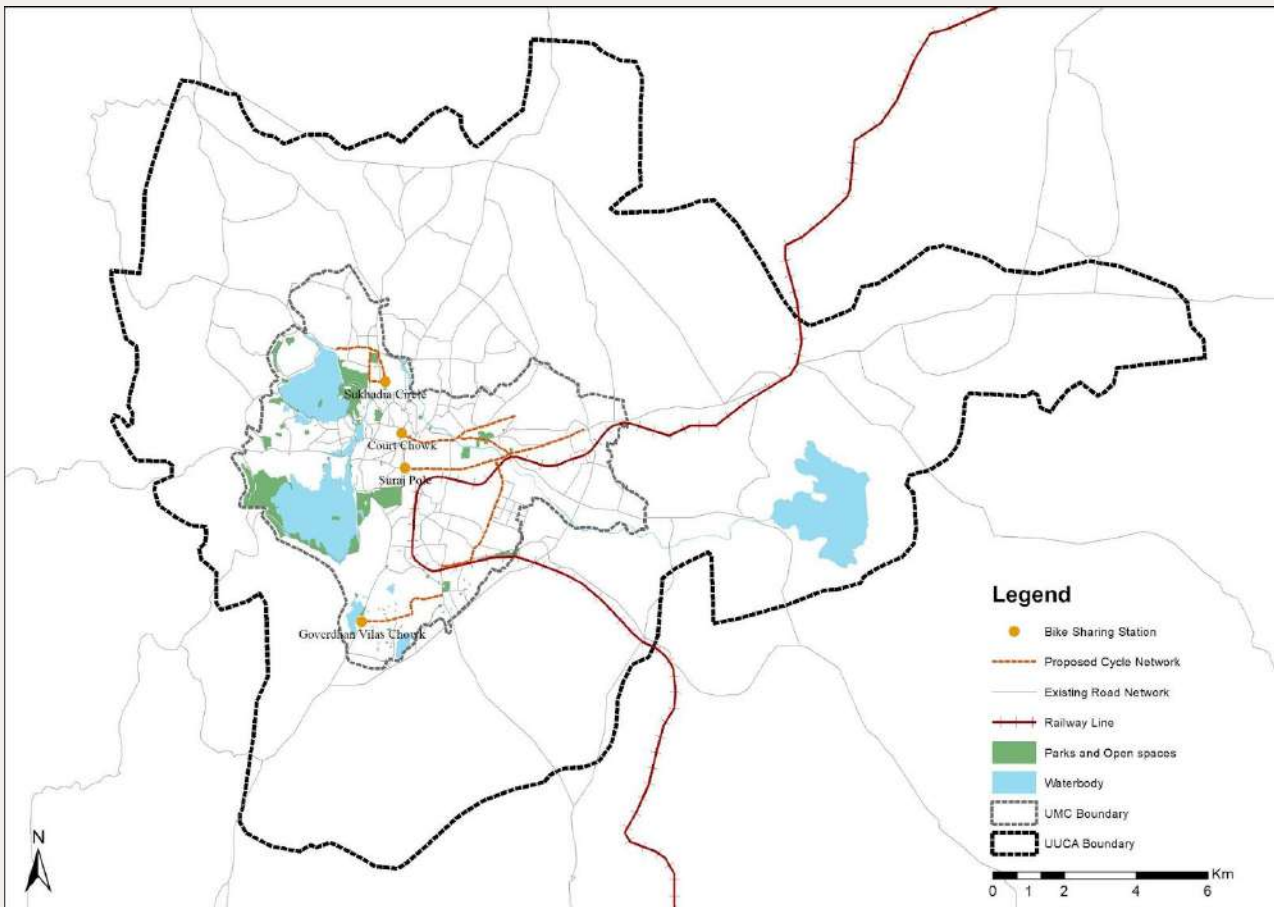 Sukhadia Circle
Court Chowk
Suraj Pole
Goverdhan Vilas Chowk
Legend
Bike Sharing Station
Proposed Cycle Network
Existing Road Network
Railway Line
Parks and Open spaces
Waterbody
UMC Boundary
UUCA Boundary
N
Km
0 1 2 4 6